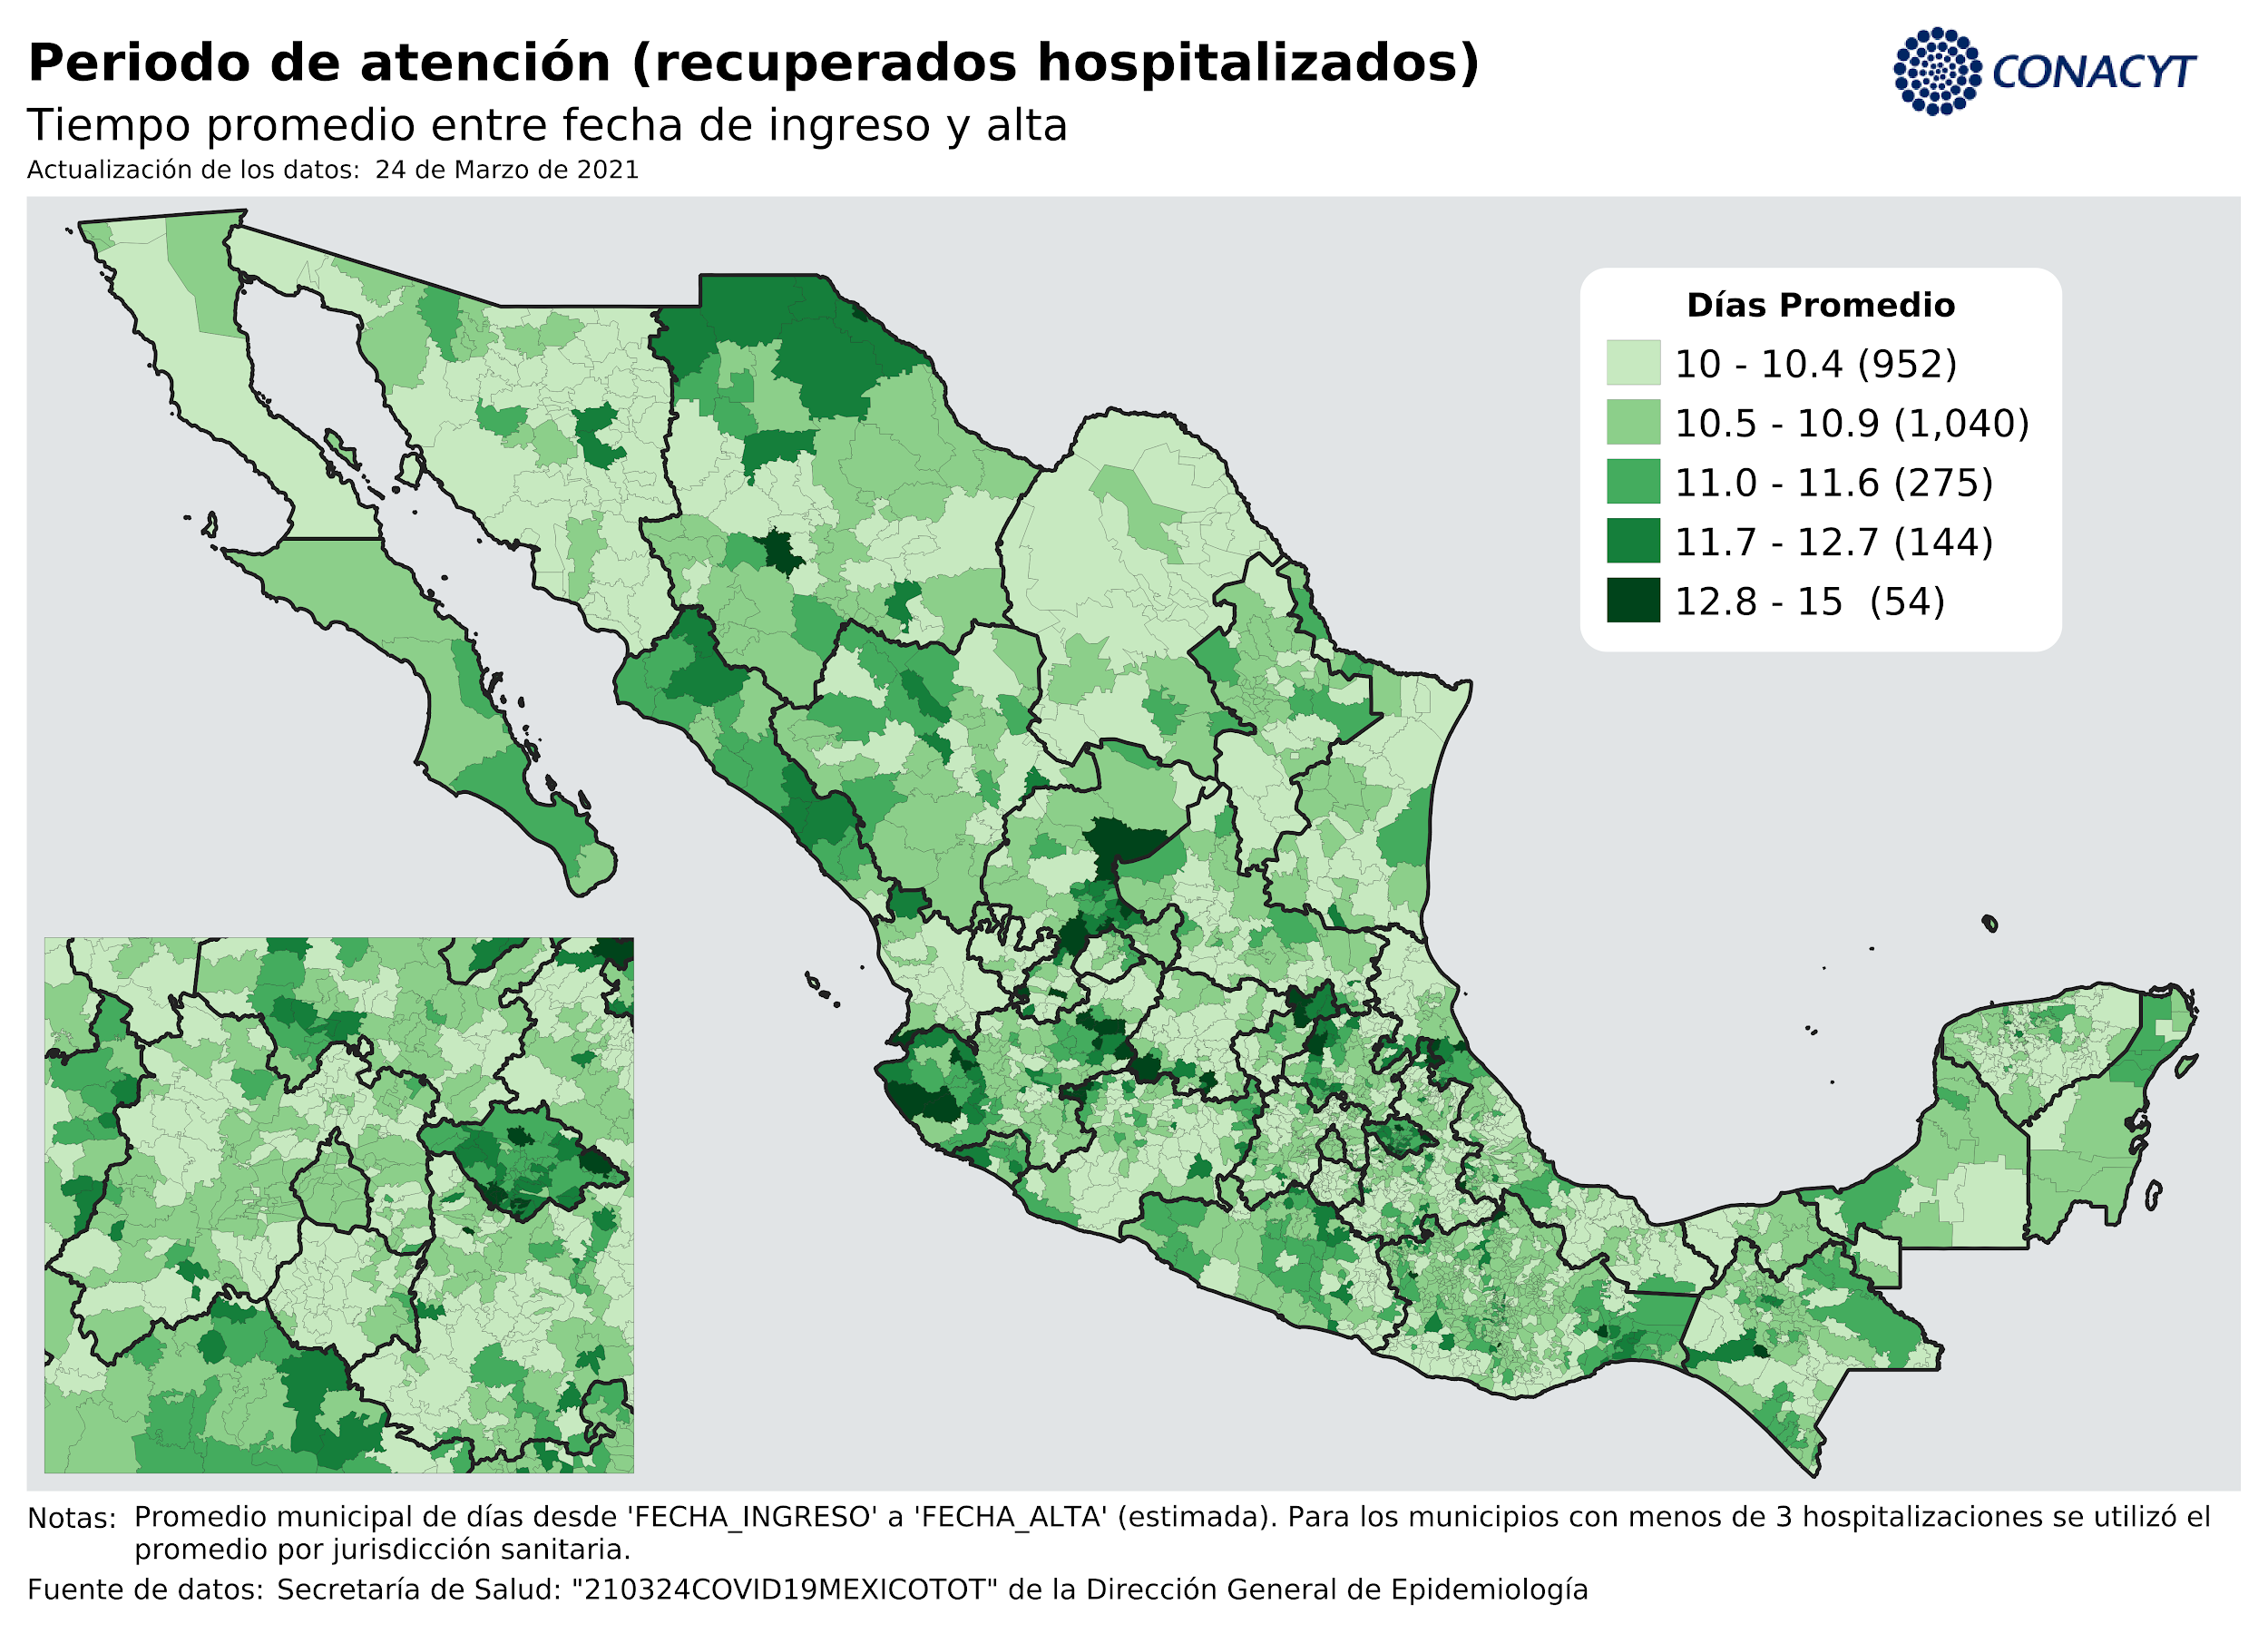 Periodo de atención (recuperados hospitalizados)
Tiempo promedio entre fecha de ingreso y alta
Actualización de los datos: 24 de Marzo de 2021
CONACYT
Días Promedio
10 - 10.4 (952)
10.5 - 10.9 (1,040)
11.0 - 11.6 (275)
11.7 - 12.7 (144)
12.8 - 15 (54)
Notas: Promedio municipal de días desde 'FECHA_INGRESO' a 'FECHA_ALTA' (estimada). Para los municipios con menos de 3 hospitalizaciones se utilizó el
promedio por jurisdicción sanitaria.
Fuente de datos: Secretaría de Salud: "210324COVID19MEXICOTOT" de la Dirección General de Epidemiología